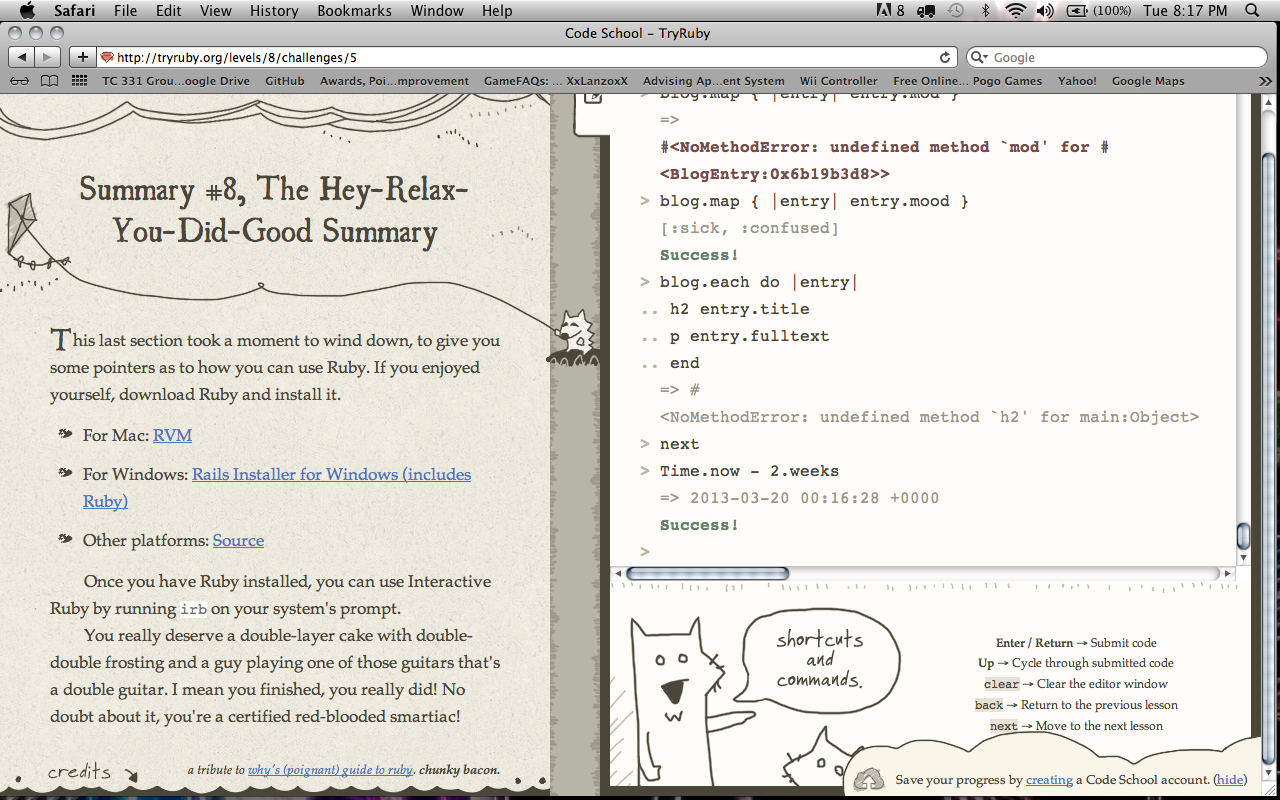 Safari File Edit View History Bookmarks Window Help 8 (100%) Tue 8:17 PM
Code School – TryRuby
http://tryruby.org/levels/8/challenges/5
Google
TC 331 Grou...oogle Drive GitHub Awards, Poi...mprovement GameFAQs: ... XxLanzoxX Advising Ap...ent System Wii Controller Free Online... Pogo Games Yahoo! Google Maps
Summary #8, The Hey-Relax-
You-Did-Good Summary
This last section took a moment to wind down, to give you
some pointers as to how you can use Ruby. If you enjoyed
yourself, download Ruby and install it.
For Mac: RVM
For Windows: Rails Installer for Windows (includes
Ruby)
Other platforms: Source
Once you have Ruby installed, you can use Interactive
Ruby by running irb on your system's prompt.
You really deserve a double-layer cake with double-
double frosting and a guy playing one of those guitars that's
a double guitar. I mean you finished, you really did! No
doubt about it, you're a certified red-blooded smartiac!
credits
a tribute to why's (poignant) guide to ruby. chunky bacon.
> blog.map { |entry| entry.mod }
=>
#<NoMethodError: undefined method `mod' for #
<BlogEntry:0x6b19b3d8>>
> blog.map { |entry| entry.mood }
[:sick, :confused]
Success!
> blog.each do |entry|
.. h2 entry.title
.. p entry.fulltext
.. end
=> #
<NoMethodError: undefined method `h2' for main:Object>
> next
> Time.now - 2.weeks
=> 2013-03-20 00:16:28 +0000
Success!
>
shortcuts
and
commands.
Enter / Return → Submit code
Up → Cycle through submitted code
clear → Clear the editor window
back → Return to the previous lesson
next → Move to the next lesson
Save your progress by creating a Code School account. (hide)